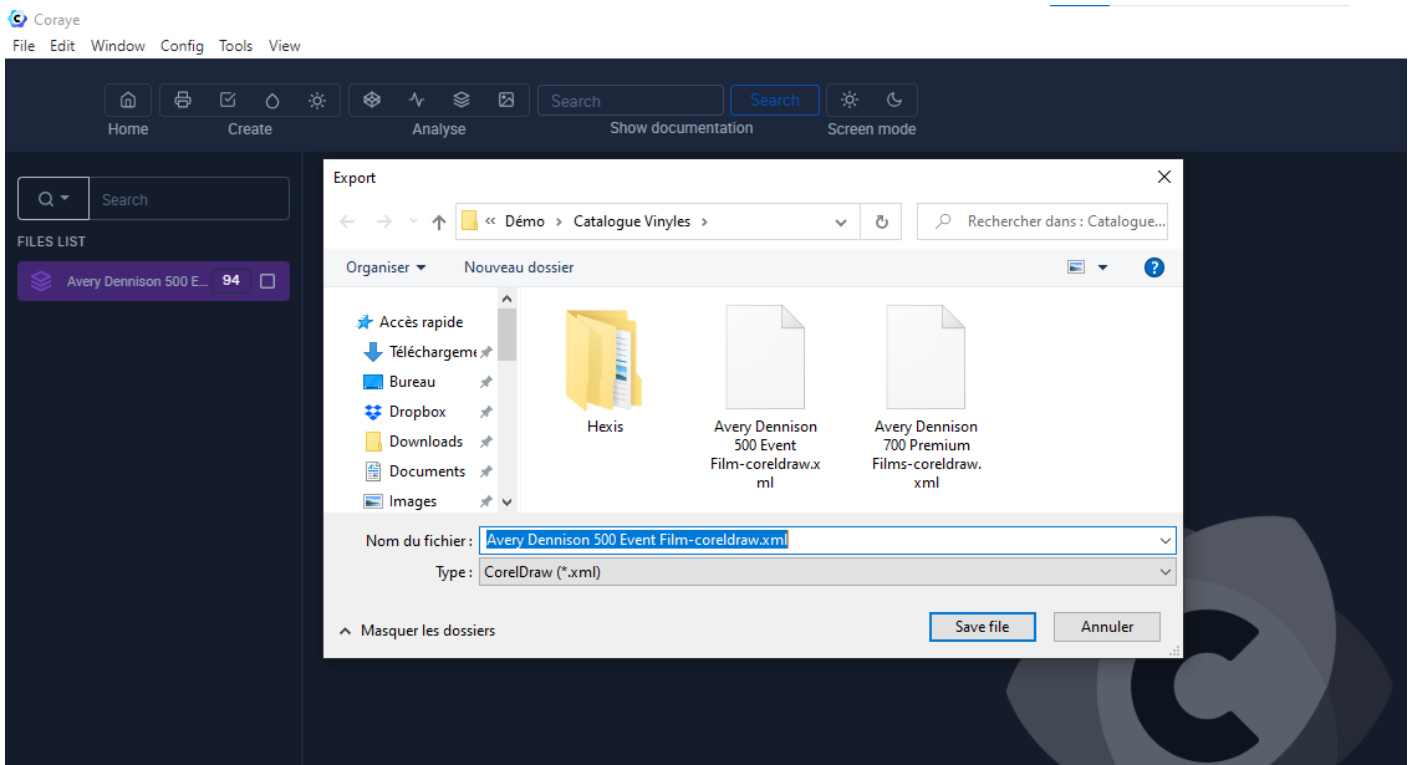 Coraye
File Edit Window Config Tools View
Search Search
Home Create Analyse Show documentation Screen mode
Search
FILES LIST
Avery Dennison 500 E... 94
Export
« Démo > Catalogue Vinyles >
Rechercher dans : Catalogue...
Organiser Nouveau dossier
Accès rapide
Téléchargeme
Bureau
Dropbox
Downloads
Documents
Images
Hexis
Avery Dennison
500 Event
Film-coreldraw.x
ml
Avery Dennison
700 Premium
Films-coreldraw.
xml
Nom du fichier : Avery Dennison 500 Event Film-coreldraw.xml
Type : CorelDraw (*.xml)
Masquer les dossiers
Save file Annuler